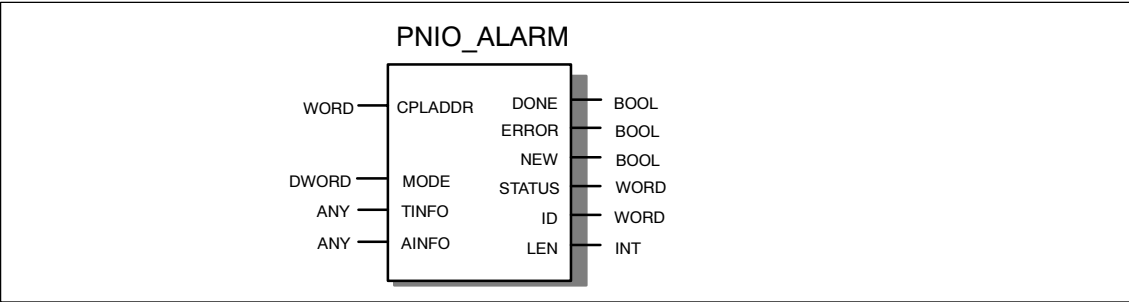 PNIO_ALARM
WORD CPLADDR DONE BOOL
ERROR BOOL
NEW BOOL
DWORD MODE STATUS WORD
ANY TINFO ID WORD
ANY AINFO LEN INT